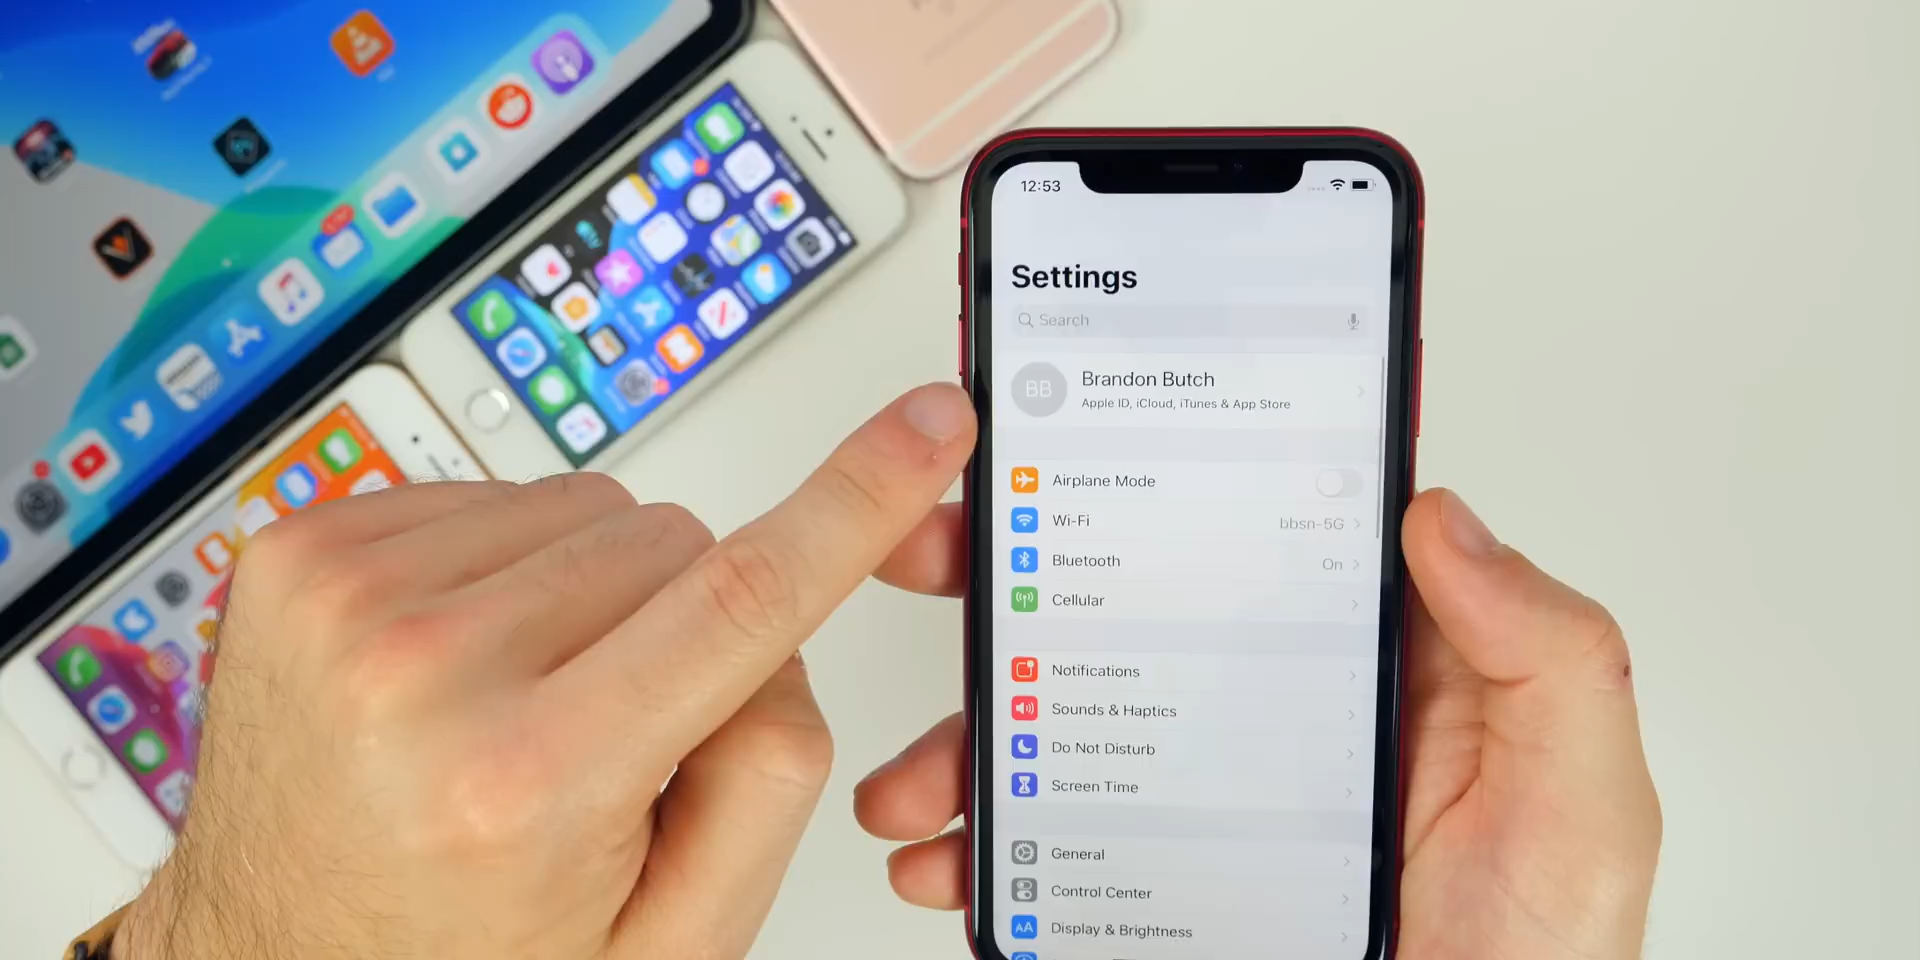 12:53
Settings
Search
BB
Brandon Butch
Apple ID, iCloud, iTunes & App Store
Airplane Mode
Wi-Fi
bbsn-5G
Bluetooth
On
Cellular
Notifications
Sounds & Haptics
Do Not Disturb
Screen Time
General
Control Center
AA
Display & Brightness